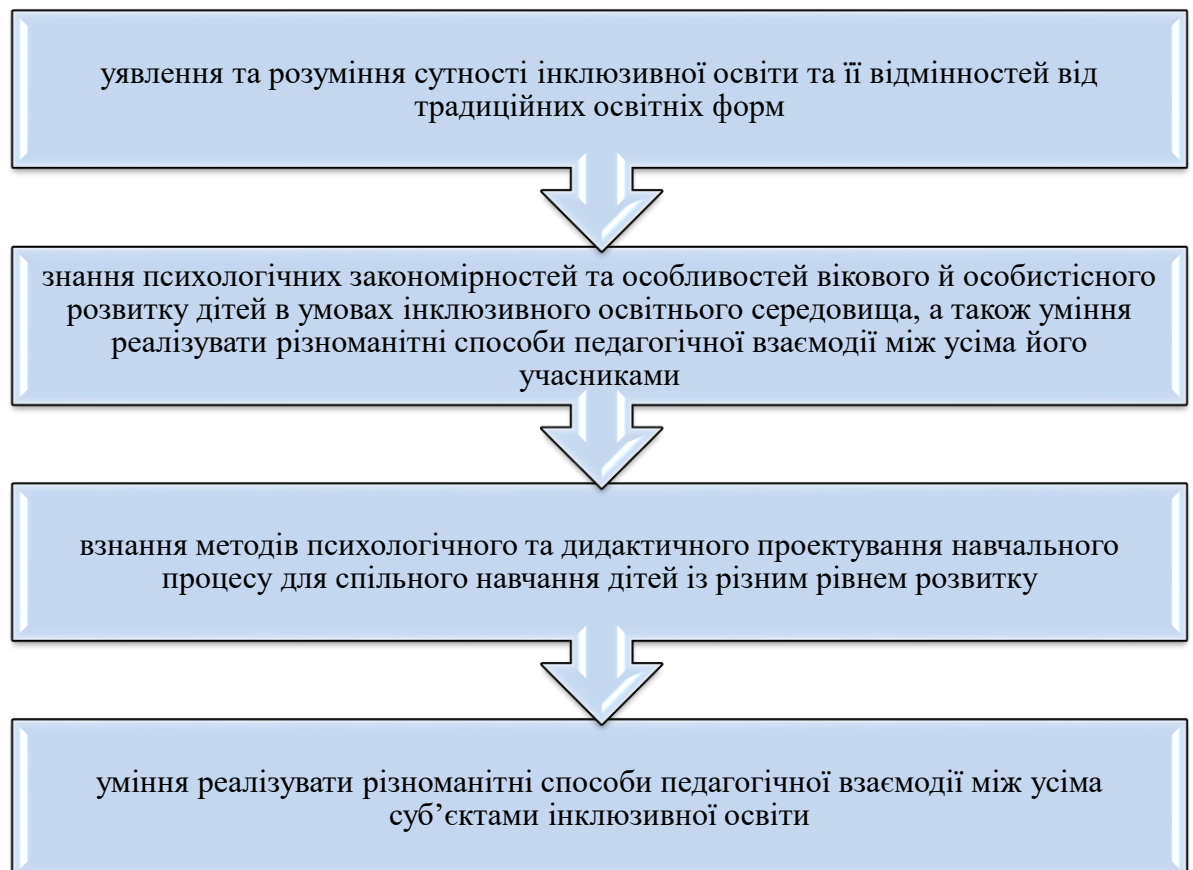 уявлення та розуміння сутності інклюзивної освіти та її відмінностей від
традиційних освітніх форм
знання психологічних закономірностей та особливостей вікового й особистісного
розвитку дітей в умовах інклюзивного освітнього середовища, а також уміння
реалізувати різноманітні способи педагогічної взаємодії між усіма його
учасниками
взнання методів психологічного та дидактичного проектування навчального
процесу для спільного навчання дітей із різним рівнем розвитку
уміння реалізувати різноманітні способи педагогічної взаємодії між усіма
суб’єктами інклюзивної освіти